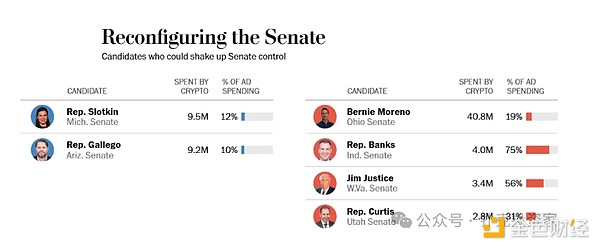 Reconfiguring the Senate
Candidates who could shake up Senate control
CANDIDATE SPENT BY CRYPTO % OF AD SPENDING
Rep. Slotkin 9.5M 12%
Mich. Senate
Rep. Gallego 9.2M 10%
Ariz. Senate
CANDIDATE SPENT BY CRYPTO % OF AD SPENDING
Bernie Moreno 40.8M 19%
Ohio Senate
Rep. Banks 4.0M 75%
Ind. Senate
Jim Justice 3.4M 56%
W.Va. Senate
Rep. Curtis 2.8M 31%
Utah Senate
公众号
金色财经